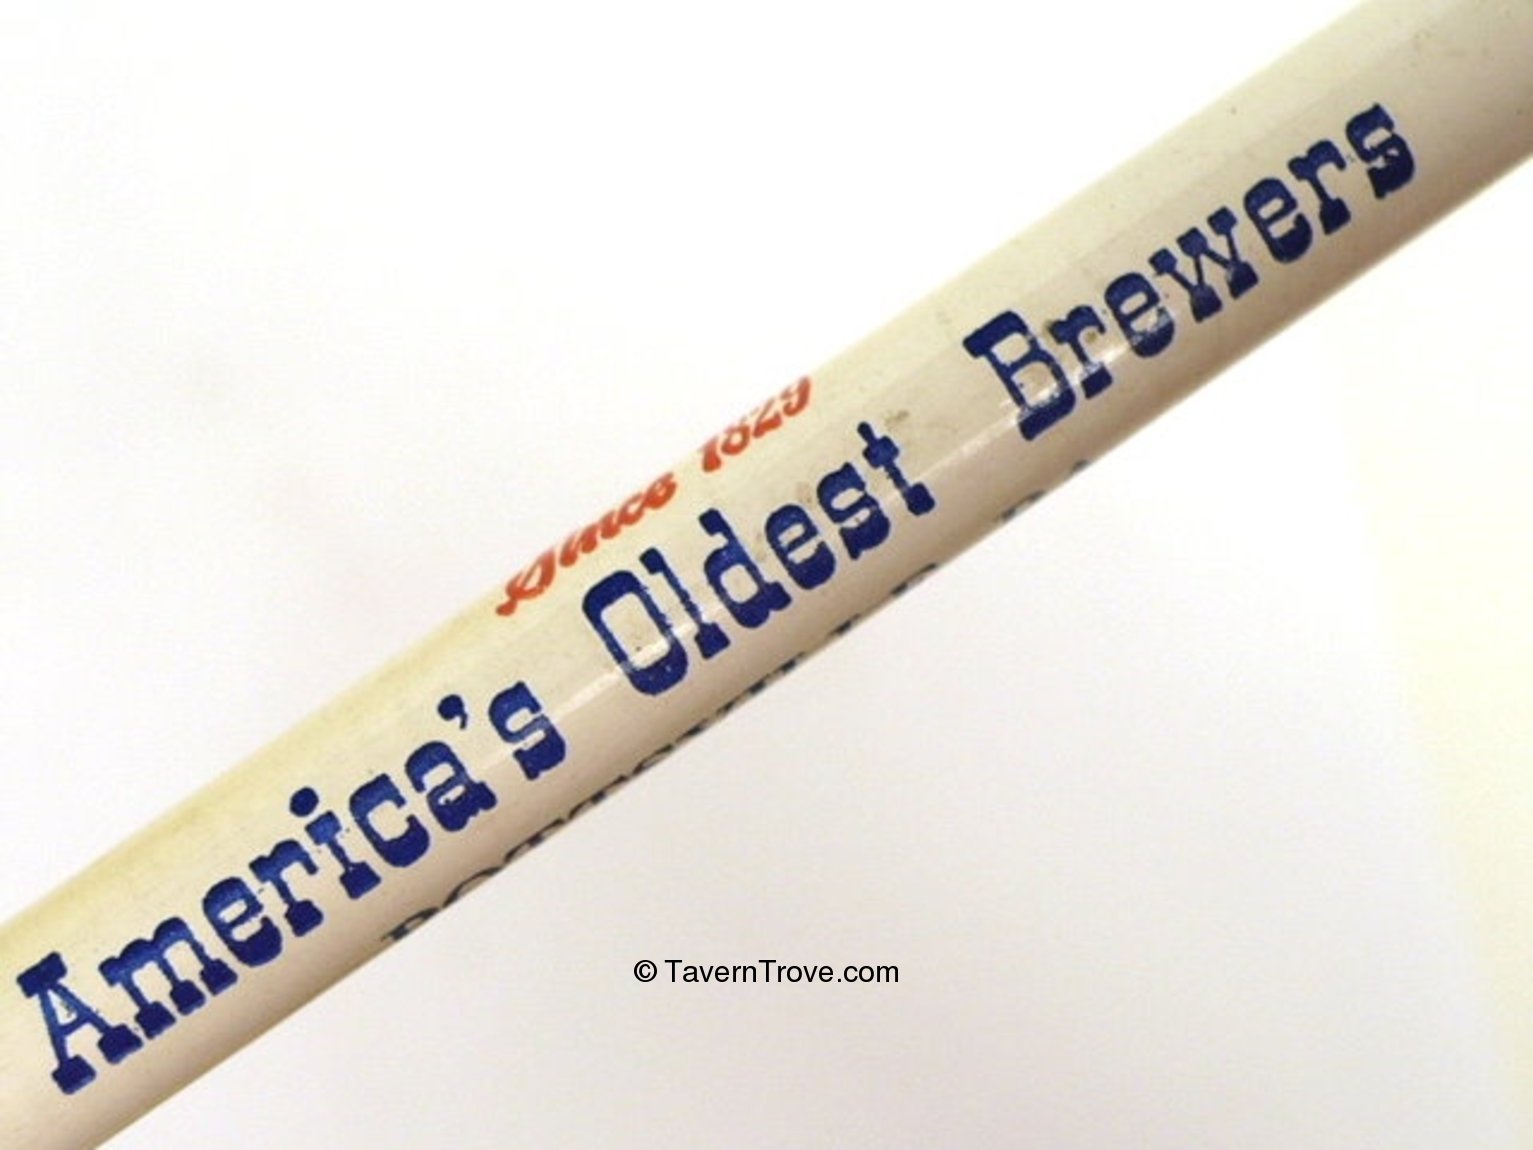 Since 1829
America's Oldest Brewers
© TavernTrove.com